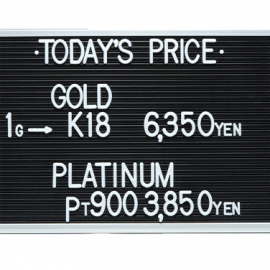 ·TODAY'S PRICE·
GOLD
1G→ K18 6,350YEN
PLATINUM
PT900 3,850YEN